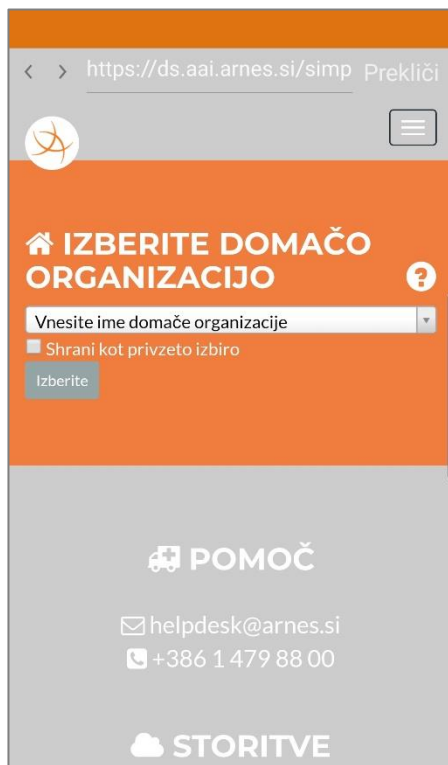 https://ds.aai.arnes.si/simp Prekliči
IZBERITE DOMAČO
ORGANIZACIJO
Vnesite ime domače organizacije
Shrani kot privzeto izbiro
Izberite
POMOČ
helpdesk@arnes.si
+386 1 479 88 00
STORITVE